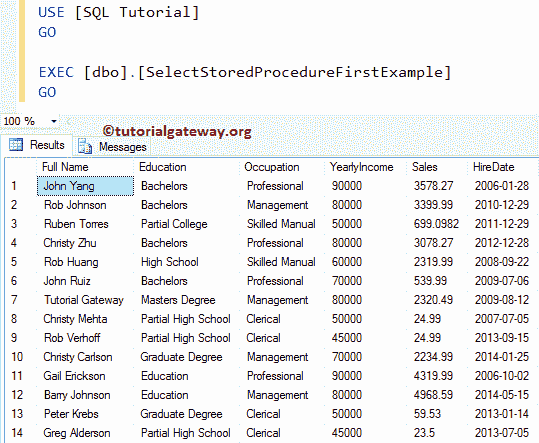 USE [SQL Tutorial]
GO
EXEC [dbo].[SelectStoredProcedureFirstExample]
GO
100 %
©tutorialgateway.org
Results Messages
Full Name Education Occupation YearlyIncome Sales HireDate
1 John Yang Bachelors Professional 90000 3578.27 2006-01-28
2 Rob Johnson Bachelors Management 80000 3399.99 2010-12-29
3 Ruben Torres Partial College Skilled Manual 50000 699.0982 2011-12-29
4 Christy Zhu Bachelors Professional 80000 3078.27 2012-12-28
5 Rob Huang High School Skilled Manual 60000 2319.99 2008-09-22
6 John Ruiz Bachelors Professional 70000 539.99 2009-07-06
7 Tutorial Gateway Masters Degree Management 80000 2320.49 2009-08-12
8 Christy Mehta Partial High School Clerical 50000 24.99 2007-07-05
9 Rob Verhoff Partial High School Clerical 45000 24.99 2013-09-15
10 Christy Carlson Graduate Degree Management 70000 2234.99 2014-01-25
11 Gail Erickson Education Professional 90000 4319.99 2006-10-02
12 Barry Johnson Education Management 80000 4968.59 2014-05-15
13 Peter Krebs Graduate Degree Clerical 50000 59.53 2013-01-14
14 Greg Alderson Partial High School Clerical 45000 23.5 2013-07-05